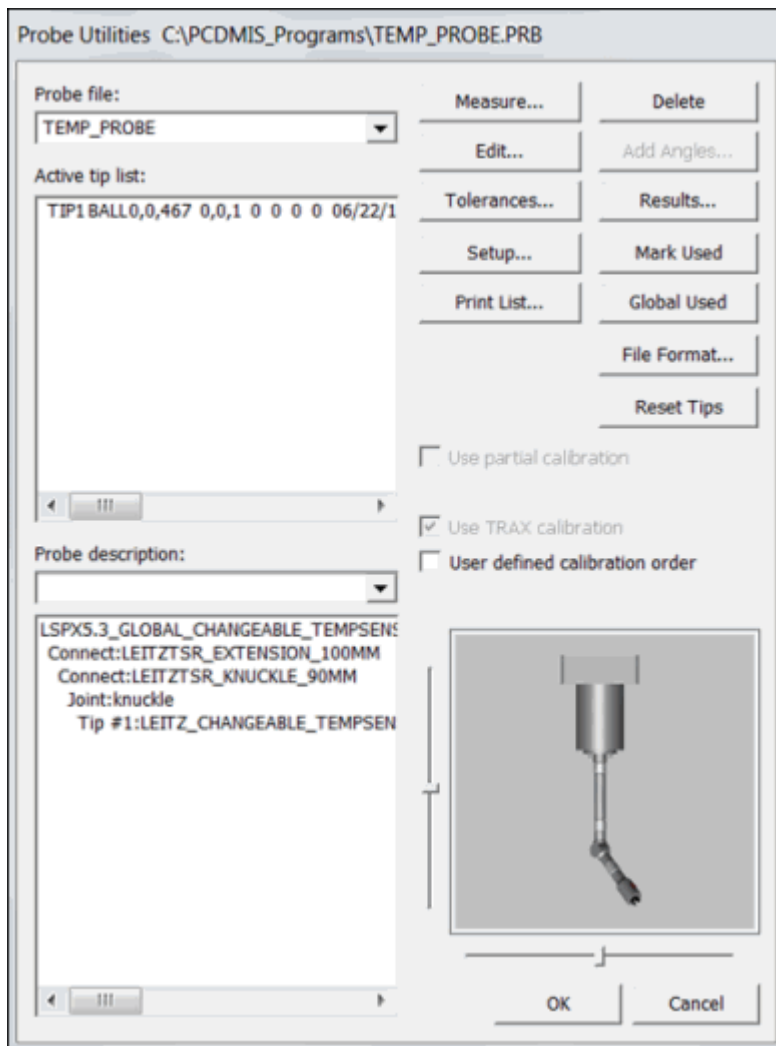 Probe Utilities C:\PCDMIS_Programs\TEMP_PROBE.PRB
Probe file:
TEMP_PROBE
Active tip list:
TIP1 BALL0,0,467 0,0,1 0 0 0 0 06/22/1
Measure...
Delete
Edit...
Add Angles...
Tolerances...
Results...
Setup...
Mark Used
Print List...
Global Used
File Format...
Reset Tips
Use partial calibration
Use TRAX calibration
User defined calibration order
Probe description:
LSPX5.3_GLOBAL_CHANGEABLE_TEMPSENS
Connect:LEITZTSR_EXTENSION_100MM
Connect:LEITZTSR_KNUCKLE_90MM
Joint:knuckle
Tip #1:LEITZ_CHANGEABLE_TEMPSEN
OK
Cancel